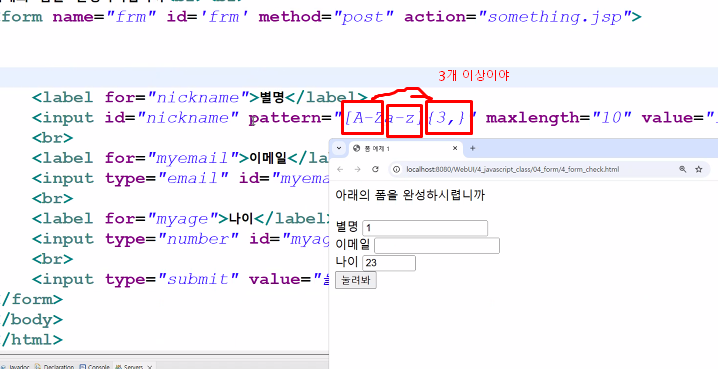 form name="frm" id='frm' method="post" action="something.jsp">
3개 이상이야
<label for="nickname">별명</label>
<input id="nickname" pattern="[A-Za-z]{3,}" maxlength="10" value="
<br>
<label for="myemail">이메일</la
<input type="email" id="myema
<br>
<label for="myage">나이</label>
<input type="number" id="myag
<br>
<input type="submit" value="
/form>
/body>
/html>
폼 예제 1
localhost:8080/WebUI/4_javascript_class/04_form/4_form_check.html
아래의 폼을 완성하시렵니까
별명 1
이메일
나이 23
눌러봐
Javadoc Declaration Console Servers